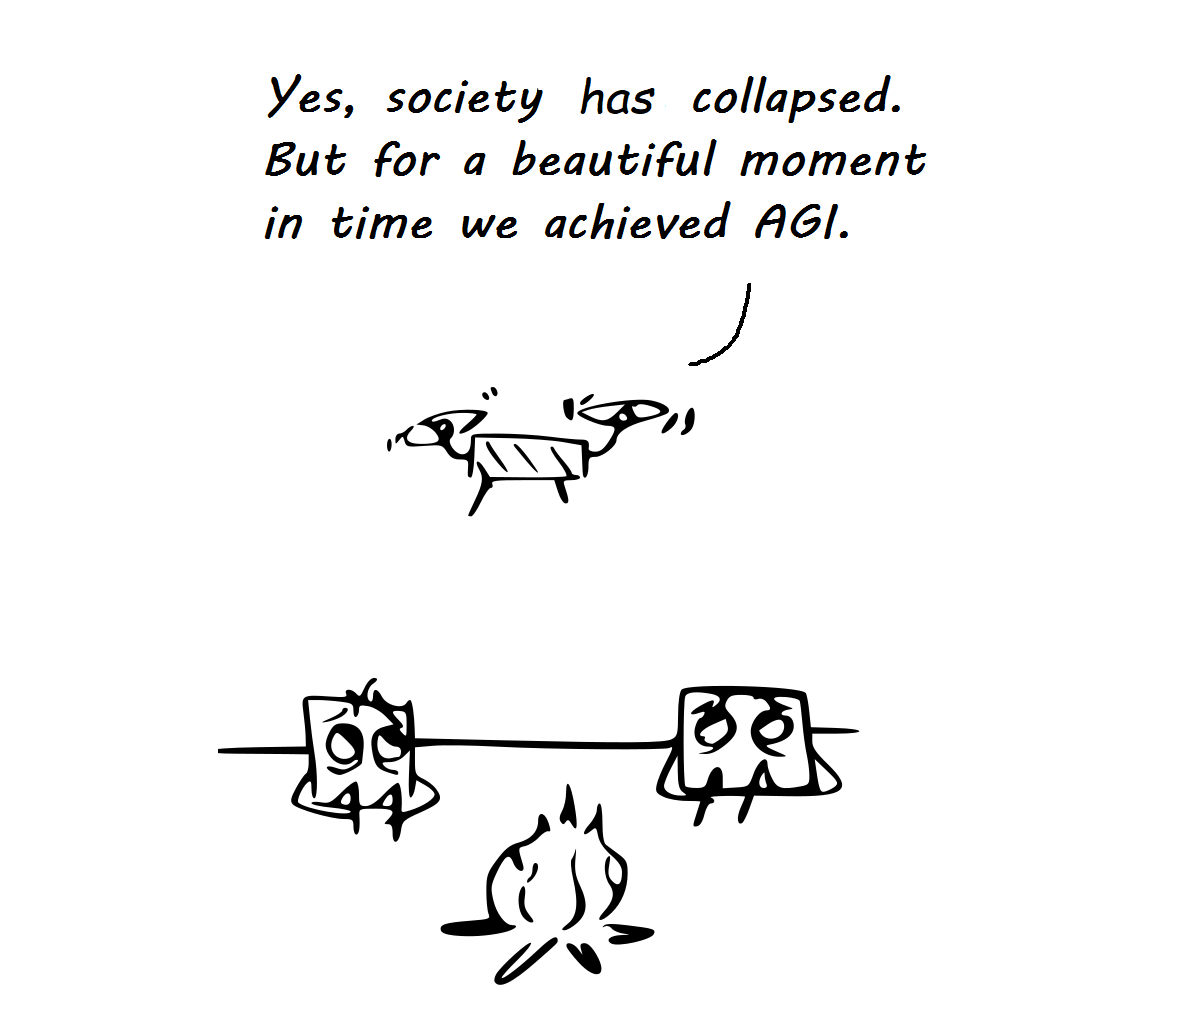 Yes, society has collapsed.
But for a beautiful moment
in time we achieved AGI.